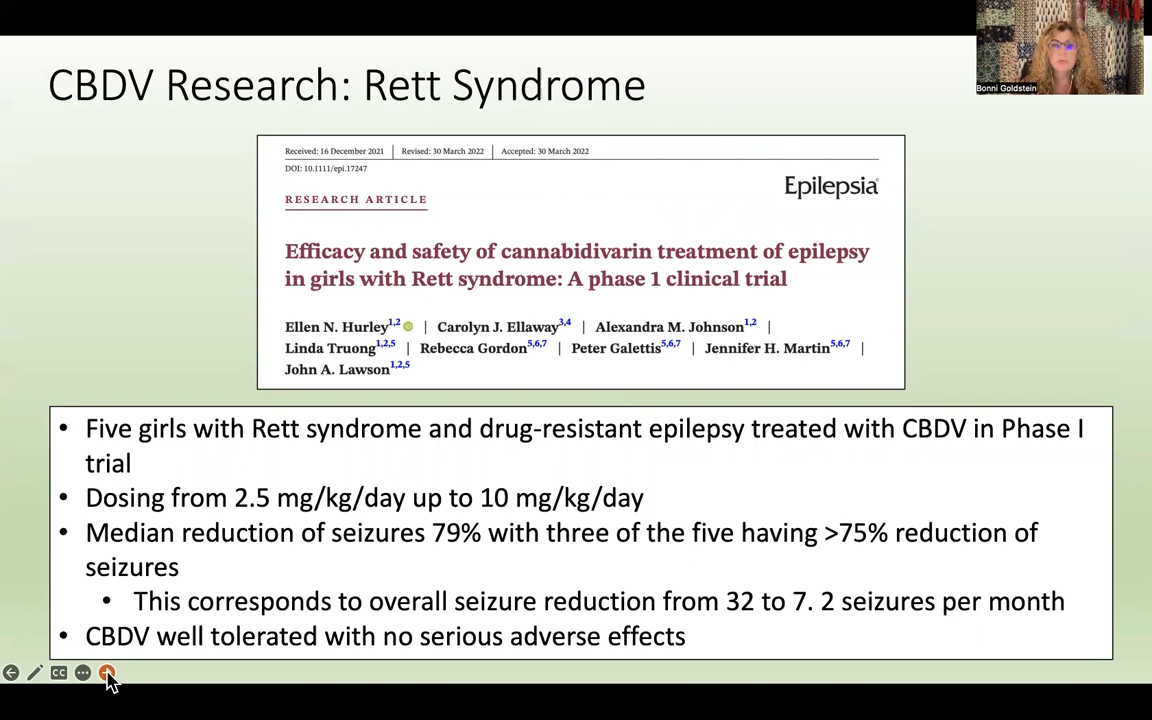 Bonni Goldstein
CBDV Research: Rett Syndrome
Received: 16 December 2021 | Revised: 30 March 2022 | Accepted: 30 March 2022
DOI: 10.1111/epi.17247
Epilepsia
RESEARCH ARTICLE
Efficacy and safety of cannabidivarin treatment of epilepsy
in girls with Rett syndrome: A phase 1 clinical trial
Ellen N. Hurley1,2 | Carolyn J. Ellaway3,4 | Alexandra M. Johnson1,2 |
Linda Truong1,2,5 | Rebecca Gordon5,6,7 | Peter Galettis5,6,7 | Jennifer H. Martin5,6,7 |
John A. Lawson1,2,5
• Five girls with Rett syndrome and drug-resistant epilepsy treated with CBDV in Phase I
trial
• Dosing from 2.5 mg/kg/day up to 10 mg/kg/day
• Median reduction of seizures 79% with three of the five having >75% reduction of
seizures
• This corresponds to overall seizure reduction from 32 to 7. 2 seizures per month
• CBDV well tolerated with no serious adverse effects
CC